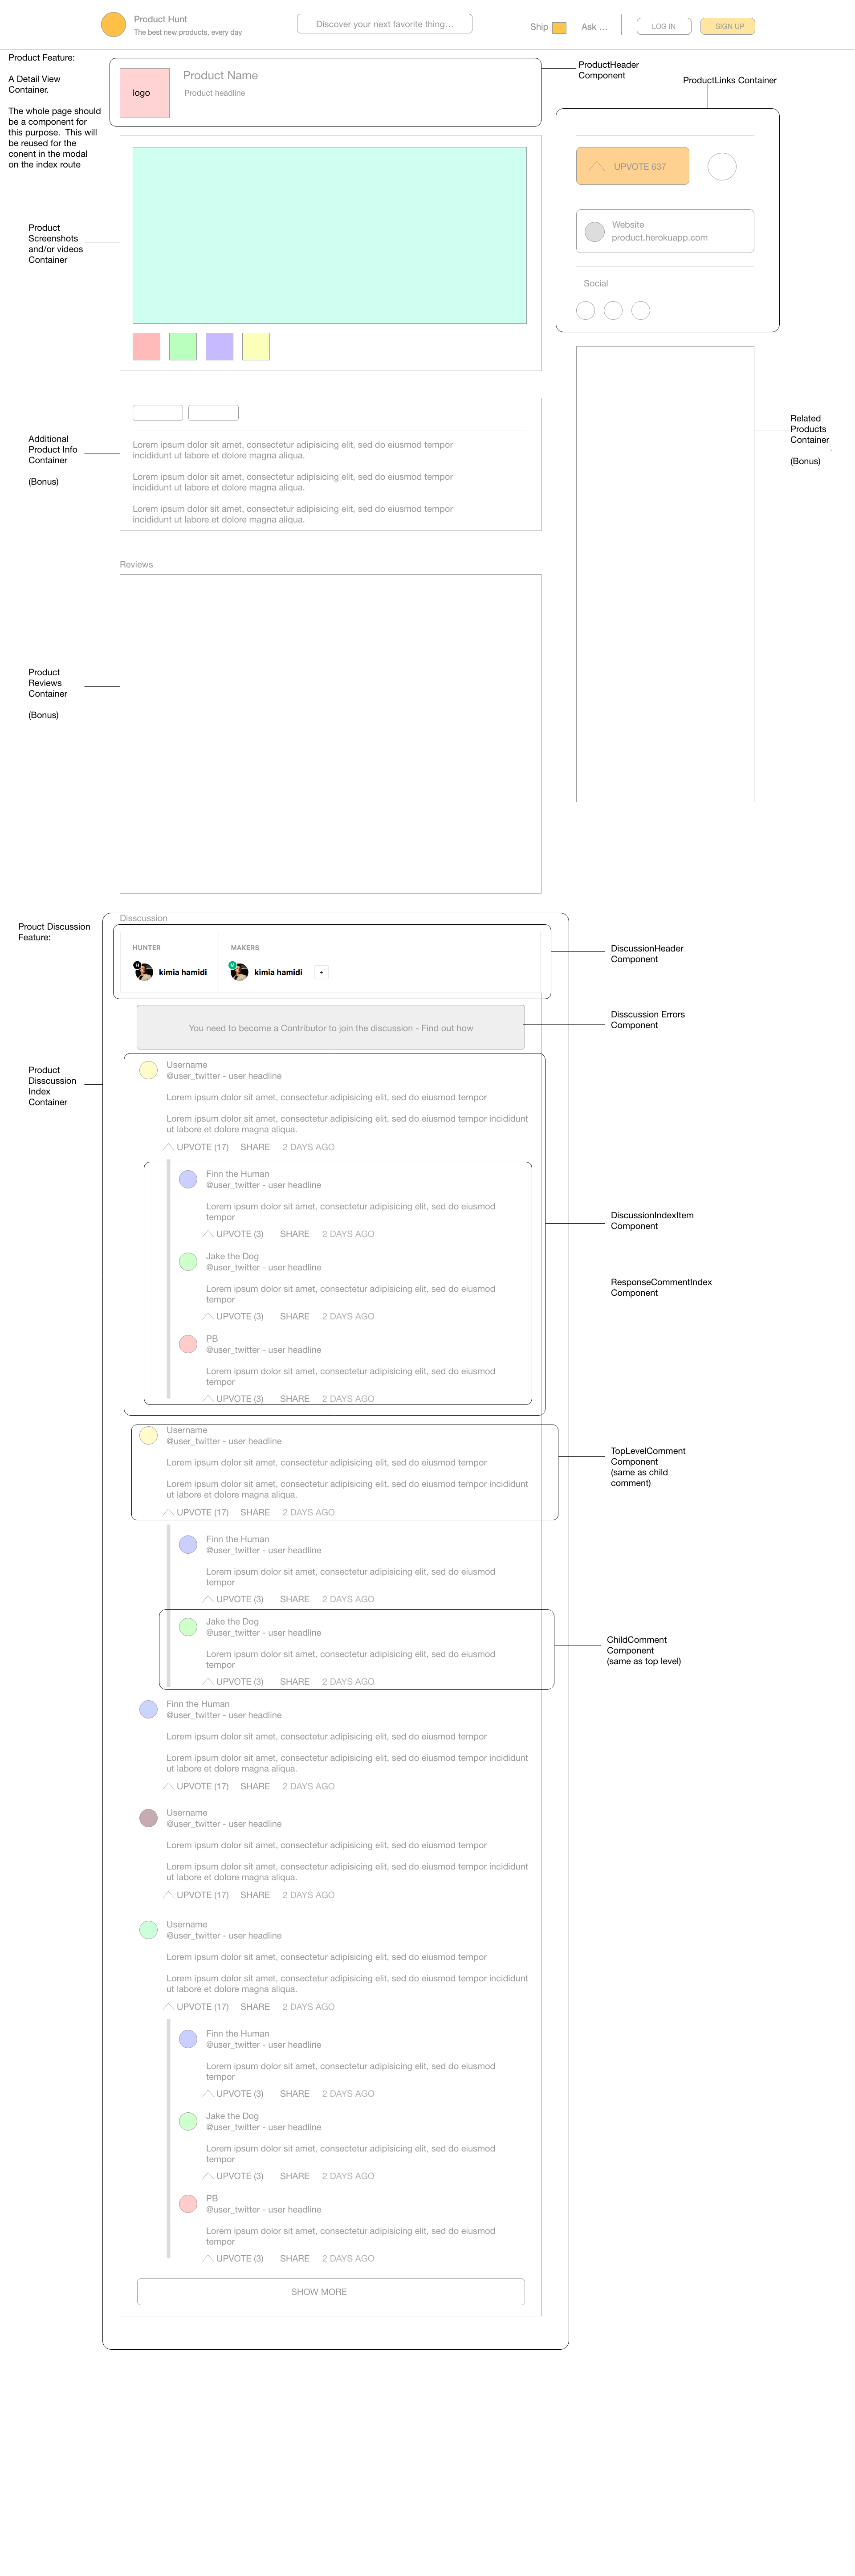 Product Hunt
The best new products, every day
Discover your next favorite thing…
Ship
Ask …
LOG IN
SIGN UP
Product Feature:
A Detail View
Container.
The whole page should
be a component for
this purpose. This will
be reused for the
conent in the modal
on the index route
logo
Product Name
Product headline
ProductHeader
Component
ProductLinks Container
UPVOTE 637
Website
product.herokuapp.com
Social
Product
Screenshots
and/or videos
Container
Additional
Product Info
Container
(Bonus)
Lorem ipsum dolor sit amet, consectetur adipisicing elit, sed do eiusmod tempor
incididunt ut labore et dolore magna aliqua.
Lorem ipsum dolor sit amet, consectetur adipisicing elit, sed do eiusmod tempor
incididunt ut labore et dolore magna aliqua.
Lorem ipsum dolor sit amet, consectetur adipisicing elit, sed do eiusmod tempor
incididunt ut labore et dolore magna aliqua.
Related
Products
Container
(Bonus)
Reviews
Product
Reviews
Container
(Bonus)
Prouct Discussion
Feature:
Disscussion
HUNTER
H
kimia hamidi
MAKERS
M
kimia hamidi
+
DiscussionHeader
Component
You need to become a Contributor to join the discussion - Find out how
Disscussion Errors
Component
Product
Disscussion
Index
Container
Username
@user_twitter - user headline
Lorem ipsum dolor sit amet, consectetur adipisicing elit, sed do eiusmod tempor
Lorem ipsum dolor sit amet, consectetur adipisicing elit, sed do eiusmod tempor incididunt
ut labore et dolore magna aliqua.
UPVOTE (17) SHARE 2 DAYS AGO
Finn the Human
@user_twitter - user headline
Lorem ipsum dolor sit amet, consectetur adipisicing elit, sed do eiusmod
tempor
UPVOTE (3) SHARE 2 DAYS AGO
DiscussionIndexItem
Component
Jake the Dog
@user_twitter - user headline
Lorem ipsum dolor sit amet, consectetur adipisicing elit, sed do eiusmod
tempor
UPVOTE (3) SHARE 2 DAYS AGO
ResponseCommentIndex
Component
PB
@user_twitter - user headline
Lorem ipsum dolor sit amet, consectetur adipisicing elit, sed do eiusmod
tempor
UPVOTE (3) SHARE 2 DAYS AGO
Username
@user_twitter - user headline
Lorem ipsum dolor sit amet, consectetur adipisicing elit, sed do eiusmod tempor
Lorem ipsum dolor sit amet, consectetur adipisicing elit, sed do eiusmod tempor incididunt
ut labore et dolore magna aliqua.
UPVOTE (17) SHARE 2 DAYS AGO
TopLevelComment
Component
(same as child
comment)
Finn the Human
@user_twitter - user headline
Lorem ipsum dolor sit amet, consectetur adipisicing elit, sed do eiusmod
tempor
UPVOTE (3) SHARE 2 DAYS AGO
Jake the Dog
@user_twitter - user headline
Lorem ipsum dolor sit amet, consectetur adipisicing elit, sed do eiusmod
tempor
UPVOTE (3) SHARE 2 DAYS AGO
ChildComment
Component
(same as top level)
Finn the Human
@user_twitter - user headline
Lorem ipsum dolor sit amet, consectetur adipisicing elit, sed do eiusmod tempor
Lorem ipsum dolor sit amet, consectetur adipisicing elit, sed do eiusmod tempor incididunt
ut labore et dolore magna aliqua.
UPVOTE (17) SHARE 2 DAYS AGO
Username
@user_twitter - user headline
Lorem ipsum dolor sit amet, consectetur adipisicing elit, sed do eiusmod tempor
Lorem ipsum dolor sit amet, consectetur adipisicing elit, sed do eiusmod tempor incididunt
ut labore et dolore magna aliqua.
UPVOTE (17) SHARE 2 DAYS AGO
Username
@user_twitter - user headline
Lorem ipsum dolor sit amet, consectetur adipisicing elit, sed do eiusmod tempor
Lorem ipsum dolor sit amet, consectetur adipisicing elit, sed do eiusmod tempor incididunt
ut labore et dolore magna aliqua.
UPVOTE (17) SHARE 2 DAYS AGO
Finn the Human
@user_twitter - user headline
Lorem ipsum dolor sit amet, consectetur adipisicing elit, sed do eiusmod
tempor
UPVOTE (3) SHARE 2 DAYS AGO
Jake the Dog
@user_twitter - user headline
Lorem ipsum dolor sit amet, consectetur adipisicing elit, sed do eiusmod
tempor
UPVOTE (3) SHARE 2 DAYS AGO
PB
@user_twitter - user headline
Lorem ipsum dolor sit amet, consectetur adipisicing elit, sed do eiusmod
tempor
UPVOTE (3) SHARE 2 DAYS AGO
SHOW MORE